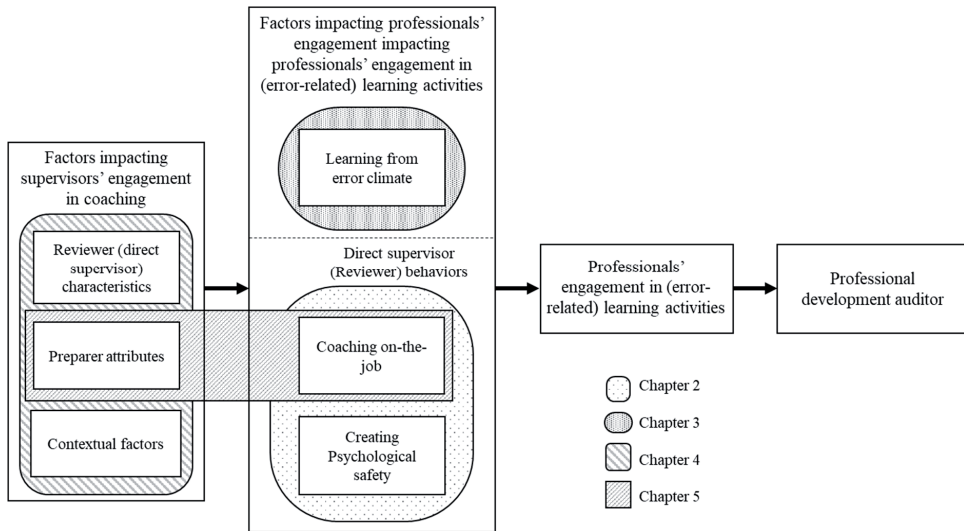 Factors impacting
supervisors' engagement
in coaching
Reviewer (direct
supervisor)
characteristics
Preparer attributes
Contextual factors
Factors impacting professionals'
engagement impacting
professionals' engagement in
(error-related) learning activities
Learning from
error climate
Direct supervisor
(Reviewer) behaviors
Coaching on-the-
job
Creating
Psychological
safety
Professionals'
engagement in (error-
related) learning activities
Professional
development auditor
Chapter 2
Chapter 3
Chapter 4
Chapter 5